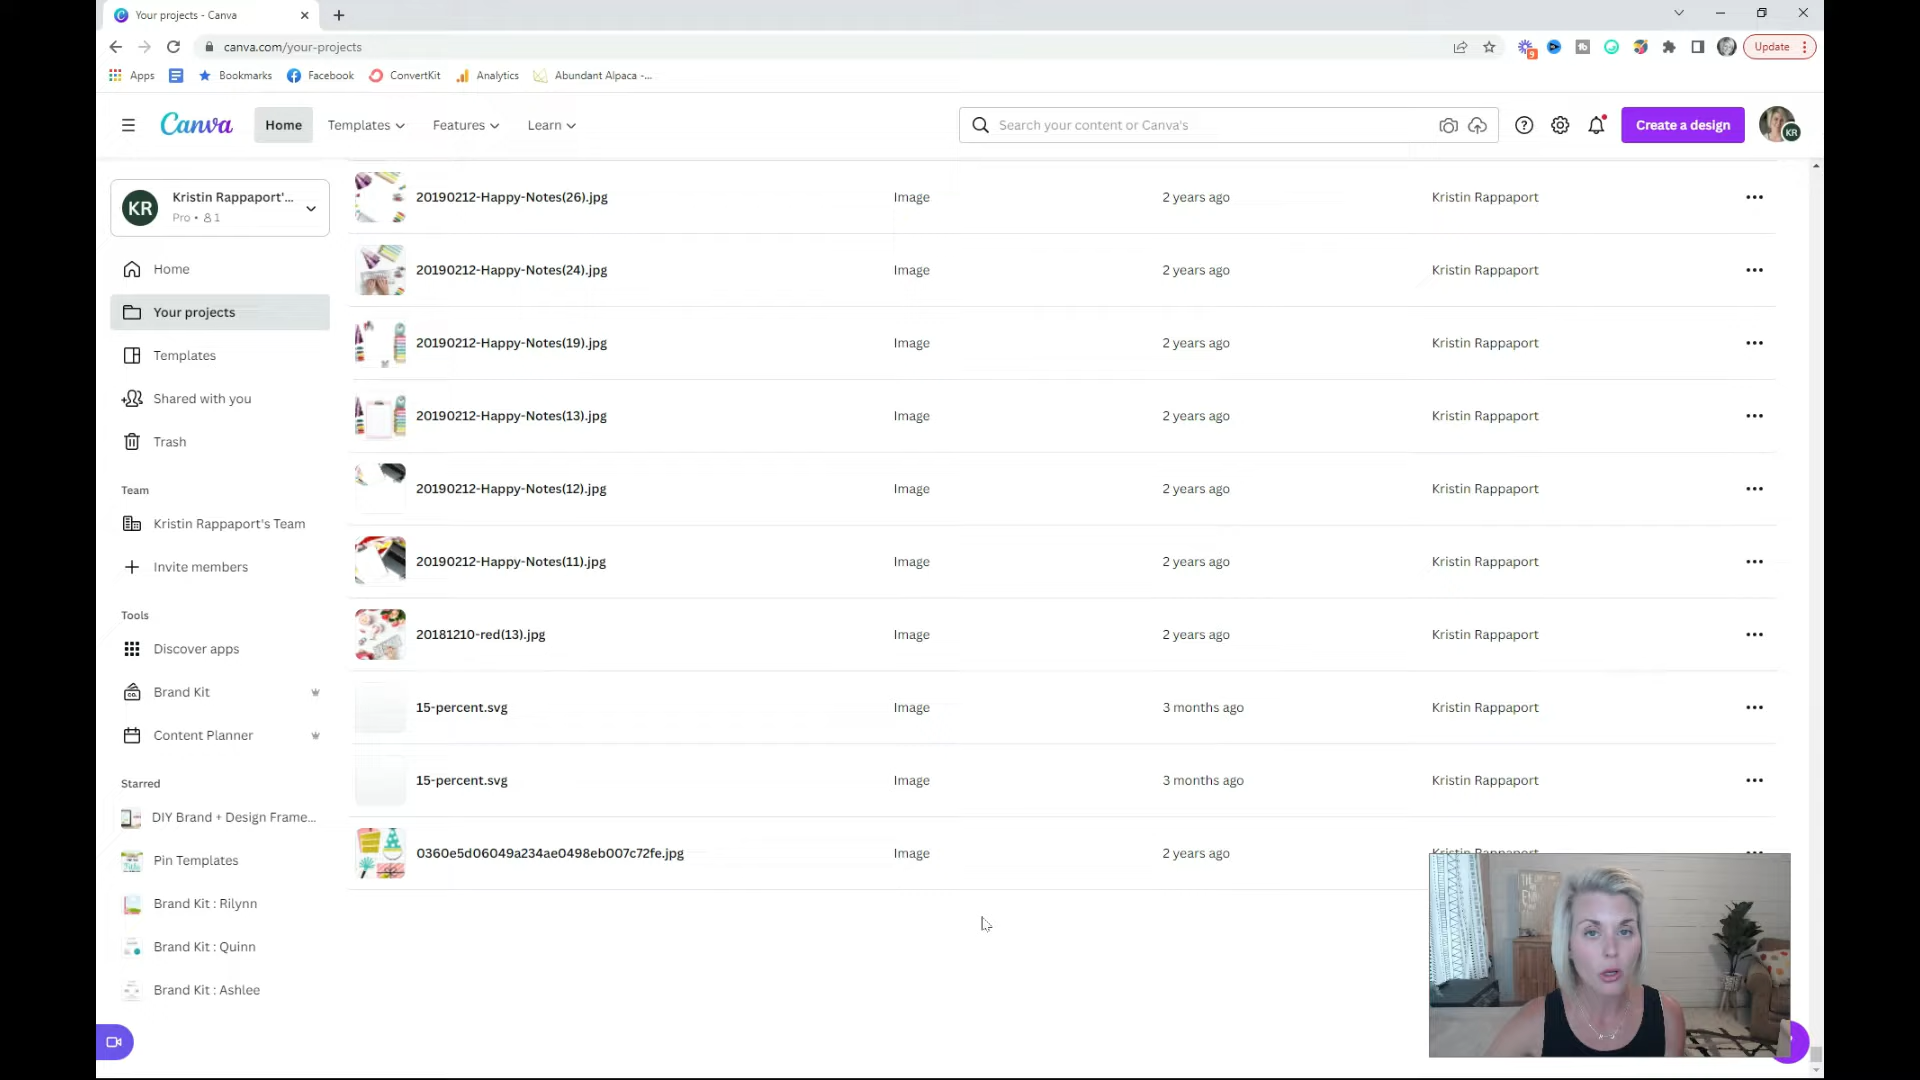 Your projects - Canva
canva.com/your-projects
9
Update
Apps
Bookmarks
Facebook
ConvertKit
Analytics
Abundant Alpaca -...
Canva
Home
Templates
Features
Learn
Search your content or Canva's
Create a design
KR
KR
Kristin Rappaport'...
Pro • 1
Home
Your projects
Templates
Shared with you
Trash
Team
Kristin Rappaport's Team
Invite members
Tools
Discover apps
Brand Kit
Content Planner
Starred
DIY Brand + Design Frame...
Pin Templates
Brand Kit : Rilynn
Brand Kit : Quinn
Brand Kit : Ashlee
20190212-Happy-Notes(26).jpg Image 2 years ago Kristin Rappaport
20190212-Happy-Notes(24).jpg Image 2 years ago Kristin Rappaport
20190212-Happy-Notes(19).jpg Image 2 years ago Kristin Rappaport
20190212-Happy-Notes(13).jpg Image 2 years ago Kristin Rappaport
20190212-Happy-Notes(12).jpg Image 2 years ago Kristin Rappaport
20190212-Happy-Notes(11).jpg Image 2 years ago Kristin Rappaport
20181210-red(13).jpg Image 2 years ago Kristin Rappaport
15-percent.svg Image 3 months ago Kristin Rappaport
15-percent.svg Image 3 months ago Kristin Rappaport
0360e5d06049a234ae0498eb007c72fe.jpg Image 2 years ago Kristin Rappaport